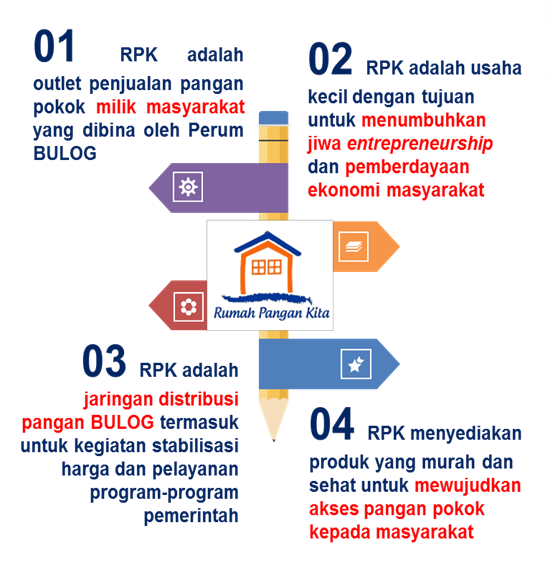 01 RPK adalah
outlet penjualan pangan
pokok milik masyarakat
yang dibina oleh Perum
BULOG
02 RPK adalah usaha
kecil dengan tujuan
untuk menumbuhkan
jiwa entrepreneurship
dan pemberdayaan
ekonomi masyarakat
Rumah Pangan Kita
03 RPK adalah
jaringan distribusi
pangan BULOG termasuk
untuk kegiatan stabilisasi
harga dan pelayanan
program-program
pemerintah
04 RPK menyediakan
produk yang murah dan
sehat untuk mewujudkan
akses pangan pokok
kepada masyarakat